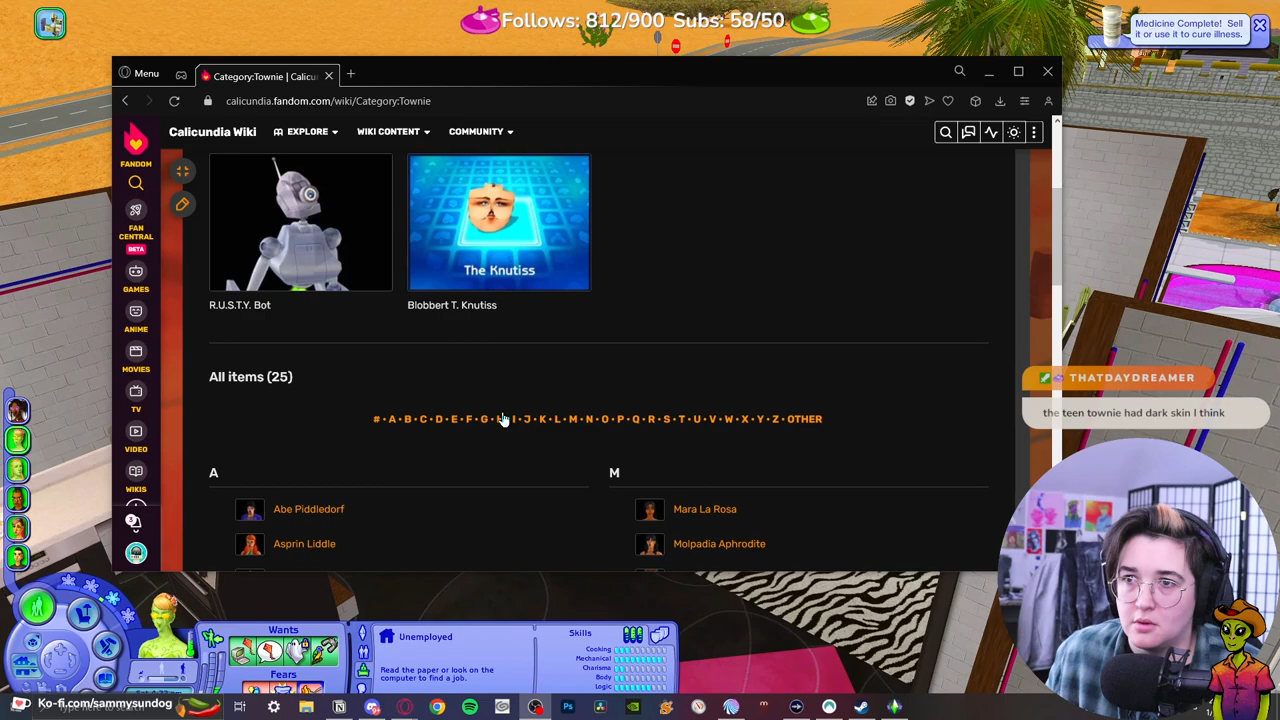 Follows: 812/900 Subs: 58/50
Medicine Complete! Sell
it or use it to cure illness.
Menu
Category:Townie | Calicu
calicundia.fandom.com/wiki/Category:Townie
Calicundia Wiki
EXPLORE
WIKI CONTENT
COMMUNITY
FANDOM
FAN
CENTRAL
BETA
GAMES
ANIME
MOVIES
TV
VIDEO
WIKIS
3
The Knutiss
R.U.S.T.Y. Bot
Blobbert T. Knutiss
All items (25)
# · A · B · C · D · E · F · G · H · I · J · K · L · M · N · O · P · Q · R · S · T · U · V · W · X · Y · Z · OTHER
A
M
Abe Piddledorf
Mara La Rosa
Asprin Liddle
Molpadia Aphrodite
THATDAYDREAMER
the teen townie had dark skin I think
Wants
Fears
Unemployed
Read the paper or look on the
computer to find a job.
Skills
Cooking
Mechanical
Charisma
Body
Logic
Ko-fi.com/sammysundog